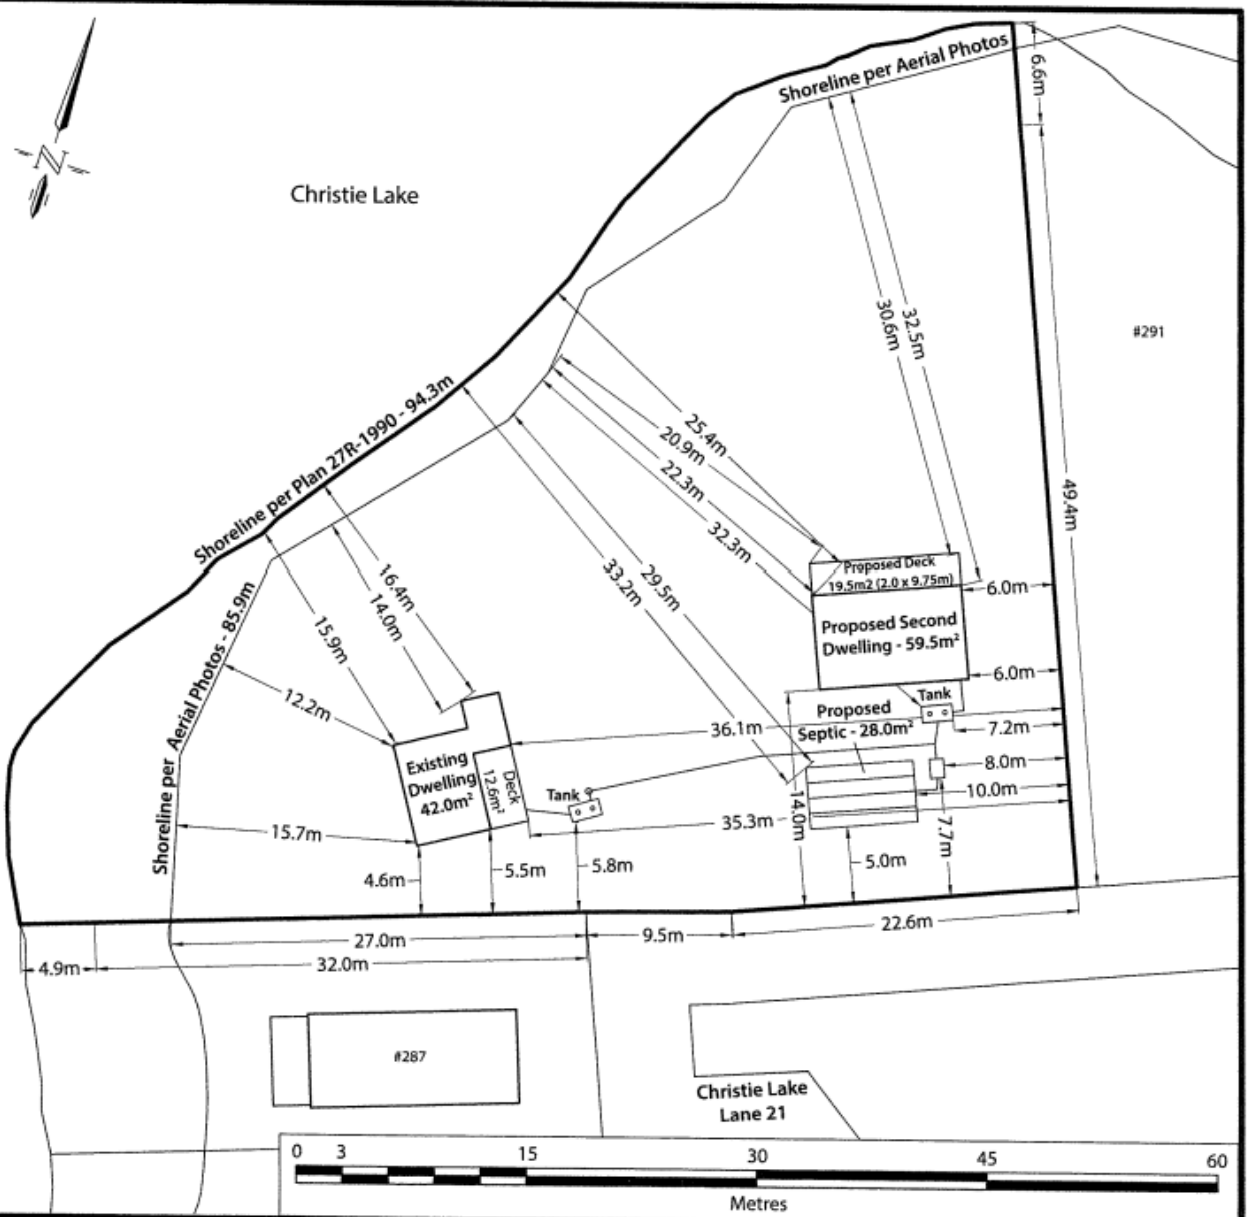 Shoreline per Aerial Photos
6.6m
N
Christie Lake
#291
30.6m
32.5m
Shoreline per Plan 27R-1990 - 94.3m
25.4m
20.9m
22.3m
32.3m
49.4m
33.2m
29.5m
16.4m
14.0m
15.9m
Shoreline per Aerial Photos - 85.9m
12.2m
Proposed Deck
19.5m2 (2.0 x 9.75m)
6.0m
Proposed Second
Dwelling - 59.5m²
6.0m
Tank
Proposed
Septic - 28.0m²
36.1m
7.2m
Existing
Dwelling
42.0m²
Deck
12.6m²
Tank
8.0m
10.0m
14.0m
35.3m
7.7m
15.7m
4.6m
5.5m
5.8m
5.0m
27.0m
9.5m
22.6m
4.9m
32.0m
#287
Christie Lake
Lane 21
0 3 15 30 45 60
Metres